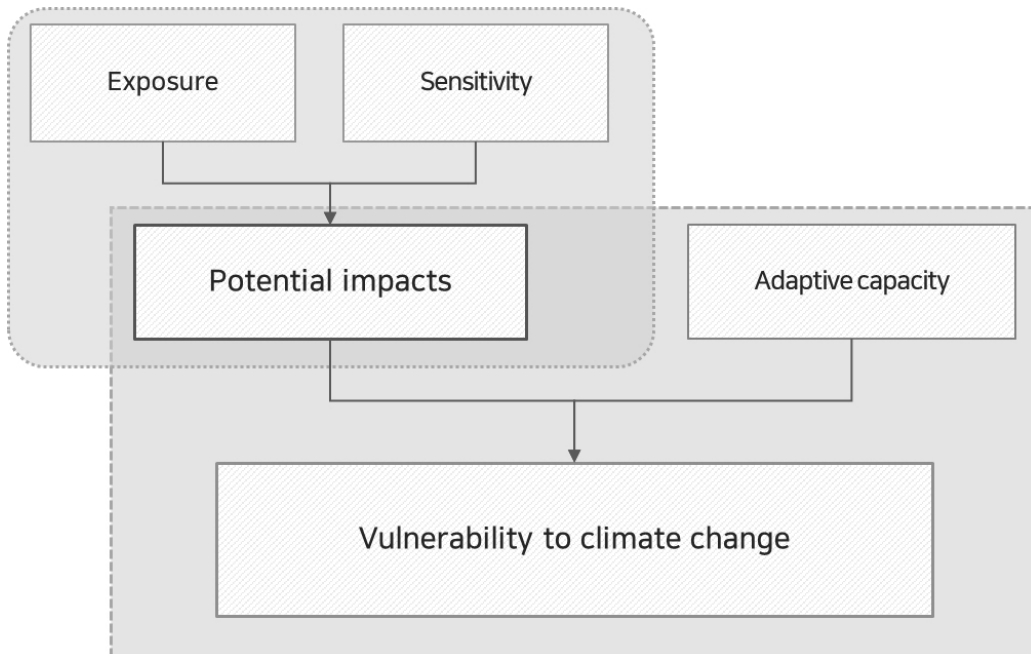 Exposure
Sensitivity
Potential impacts
Adaptive capacity
Vulnerability to climate change